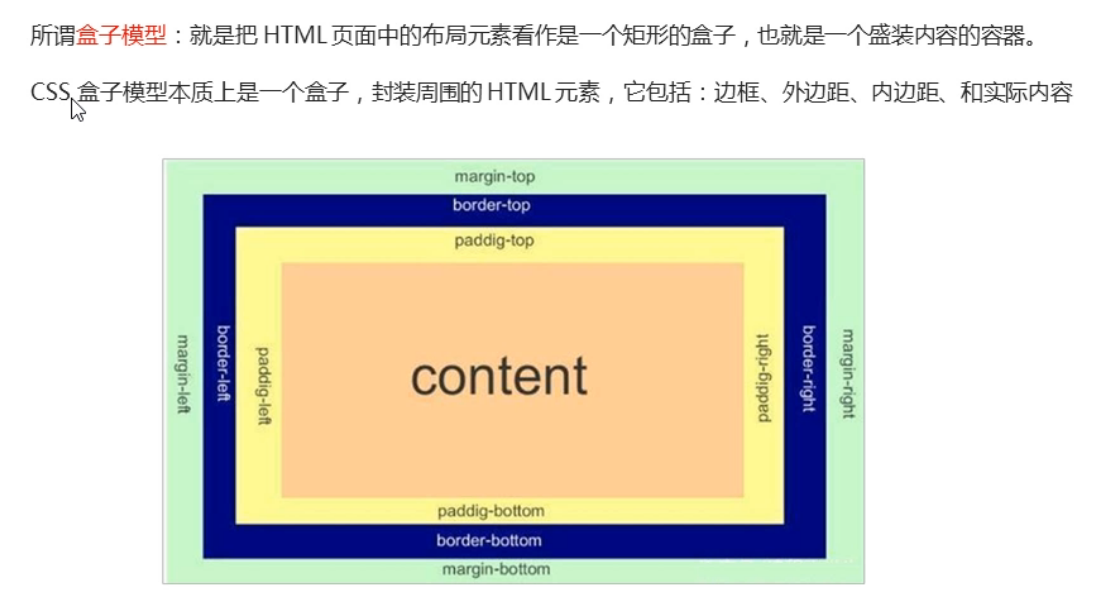 所谓盒子模型：就是把 HTML 页面中的布局元素看作是一个矩形的盒子，也就是一个盛装内容的容器。
CSS 盒子模型本质上是一个盒子，封装周围的 HTML 元素，它包括：边框、外边距、内边距、和实际内容
margin-top
border-top
paddig-top
margin-left
border-left
paddig-left
content
paddig-right
border-right
margin-right
paddig-bottom
border-bottom
margin-bottom